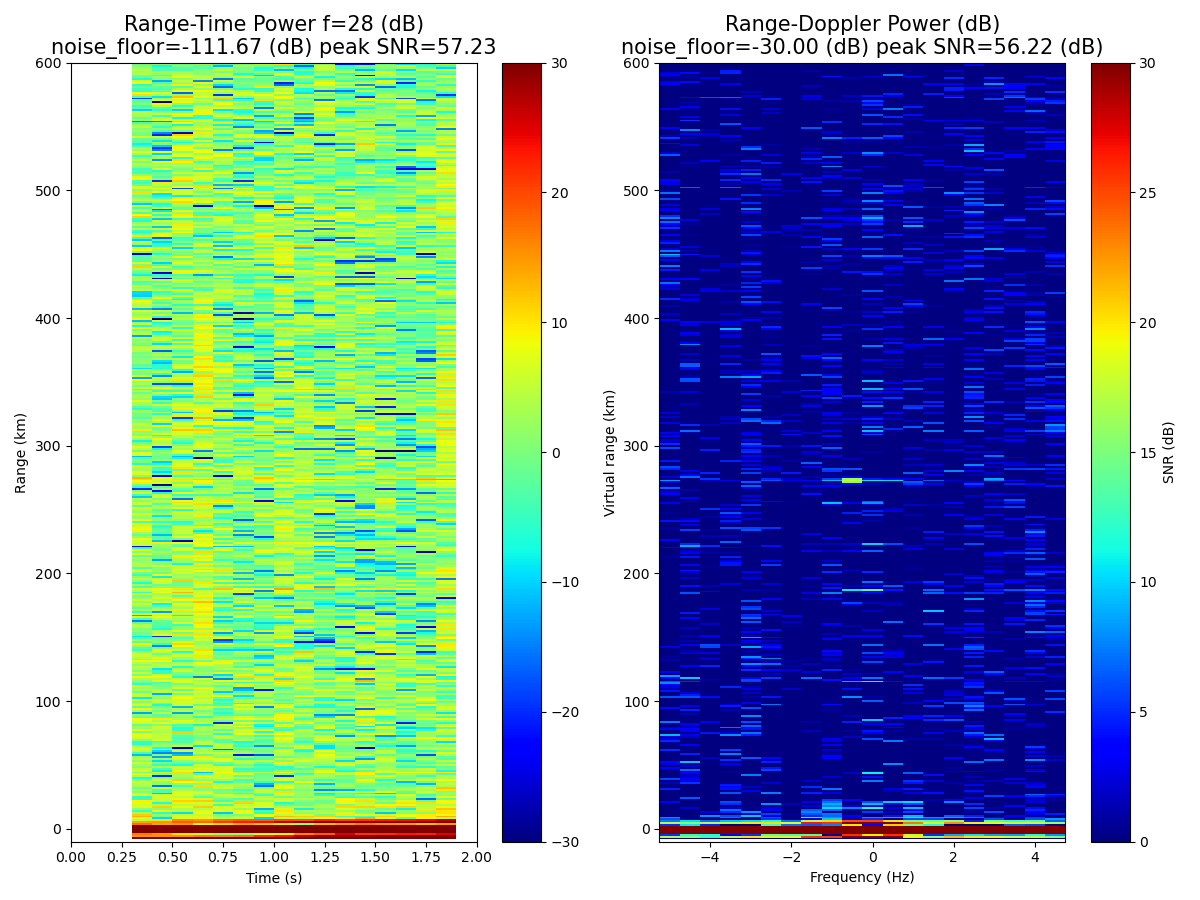 Range-Time Power f=28 (dB)
noise_floor=-111.67 (dB) peak SNR=57.23
Range (km)
600
500
400
300
200
100
0
0.00 0.25 0.50 0.75 1.00 1.25 1.50 1.75 2.00
Time (s)
30
20
10
0
−10
−20
−30
Range-Doppler Power (dB)
noise_floor=-30.00 (dB) peak SNR=56.22 (dB)
Virtual range (km)
600
500
400
300
200
100
0
−4 −2 0 2 4
Frequency (Hz)
30
25
20
15
10
5
0
SNR (dB)